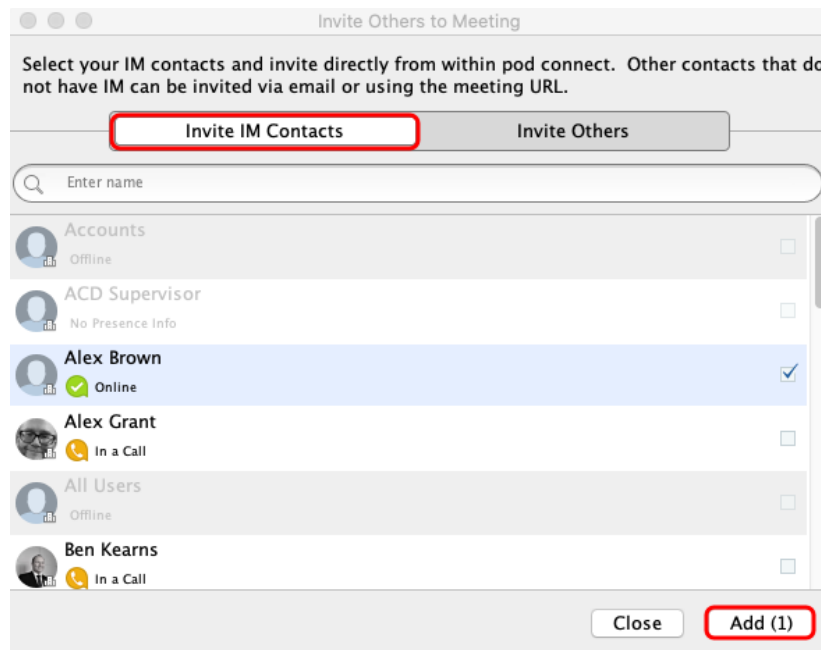 Invite Others to Meeting
Select your IM contacts and invite directly from within pod connect.  Other contacts that do
not have IM can be invited via email or using the meeting URL.
Invite IM Contacts
Invite Others
Enter name
Accounts
Offline
ACD Supervisor
No Presence Info
Alex Brown
Online
Alex Grant
In a Call
All Users
Offline
Ben Kearns
In a Call
Close
Add (1)